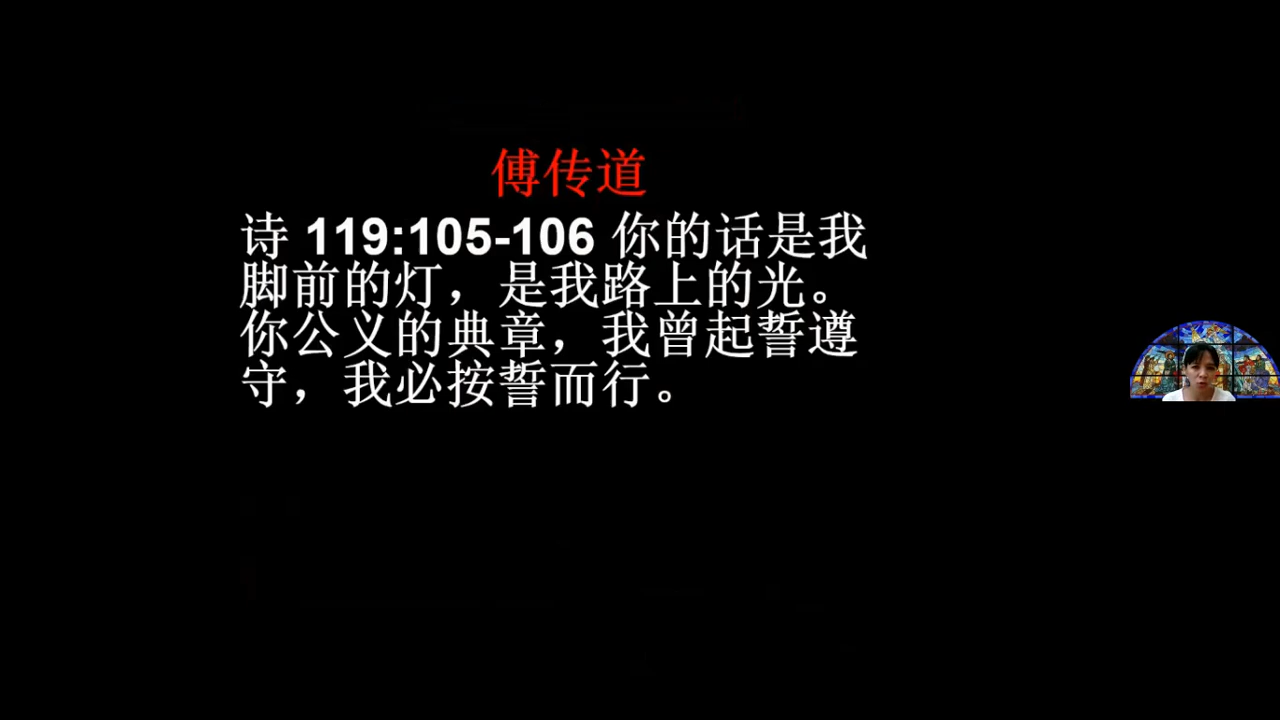 傅传道
诗 119:105-106 你的话是我
脚前的灯，是我路上的光。
你公义的典章，我曾起誓遵
守，我必按誓而行。